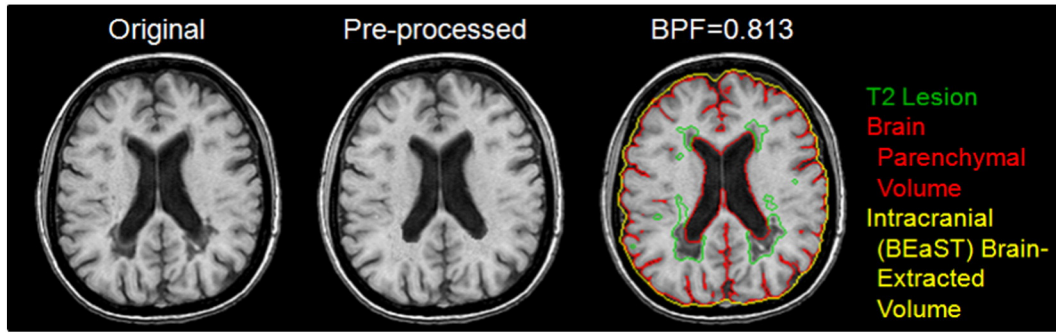 Original
Pre-processed
BPF=0.813
T2 Lesion
Brain
Parenchymal
Volume
Intracranial
(BEaST) Brain-
Extracted
Volume